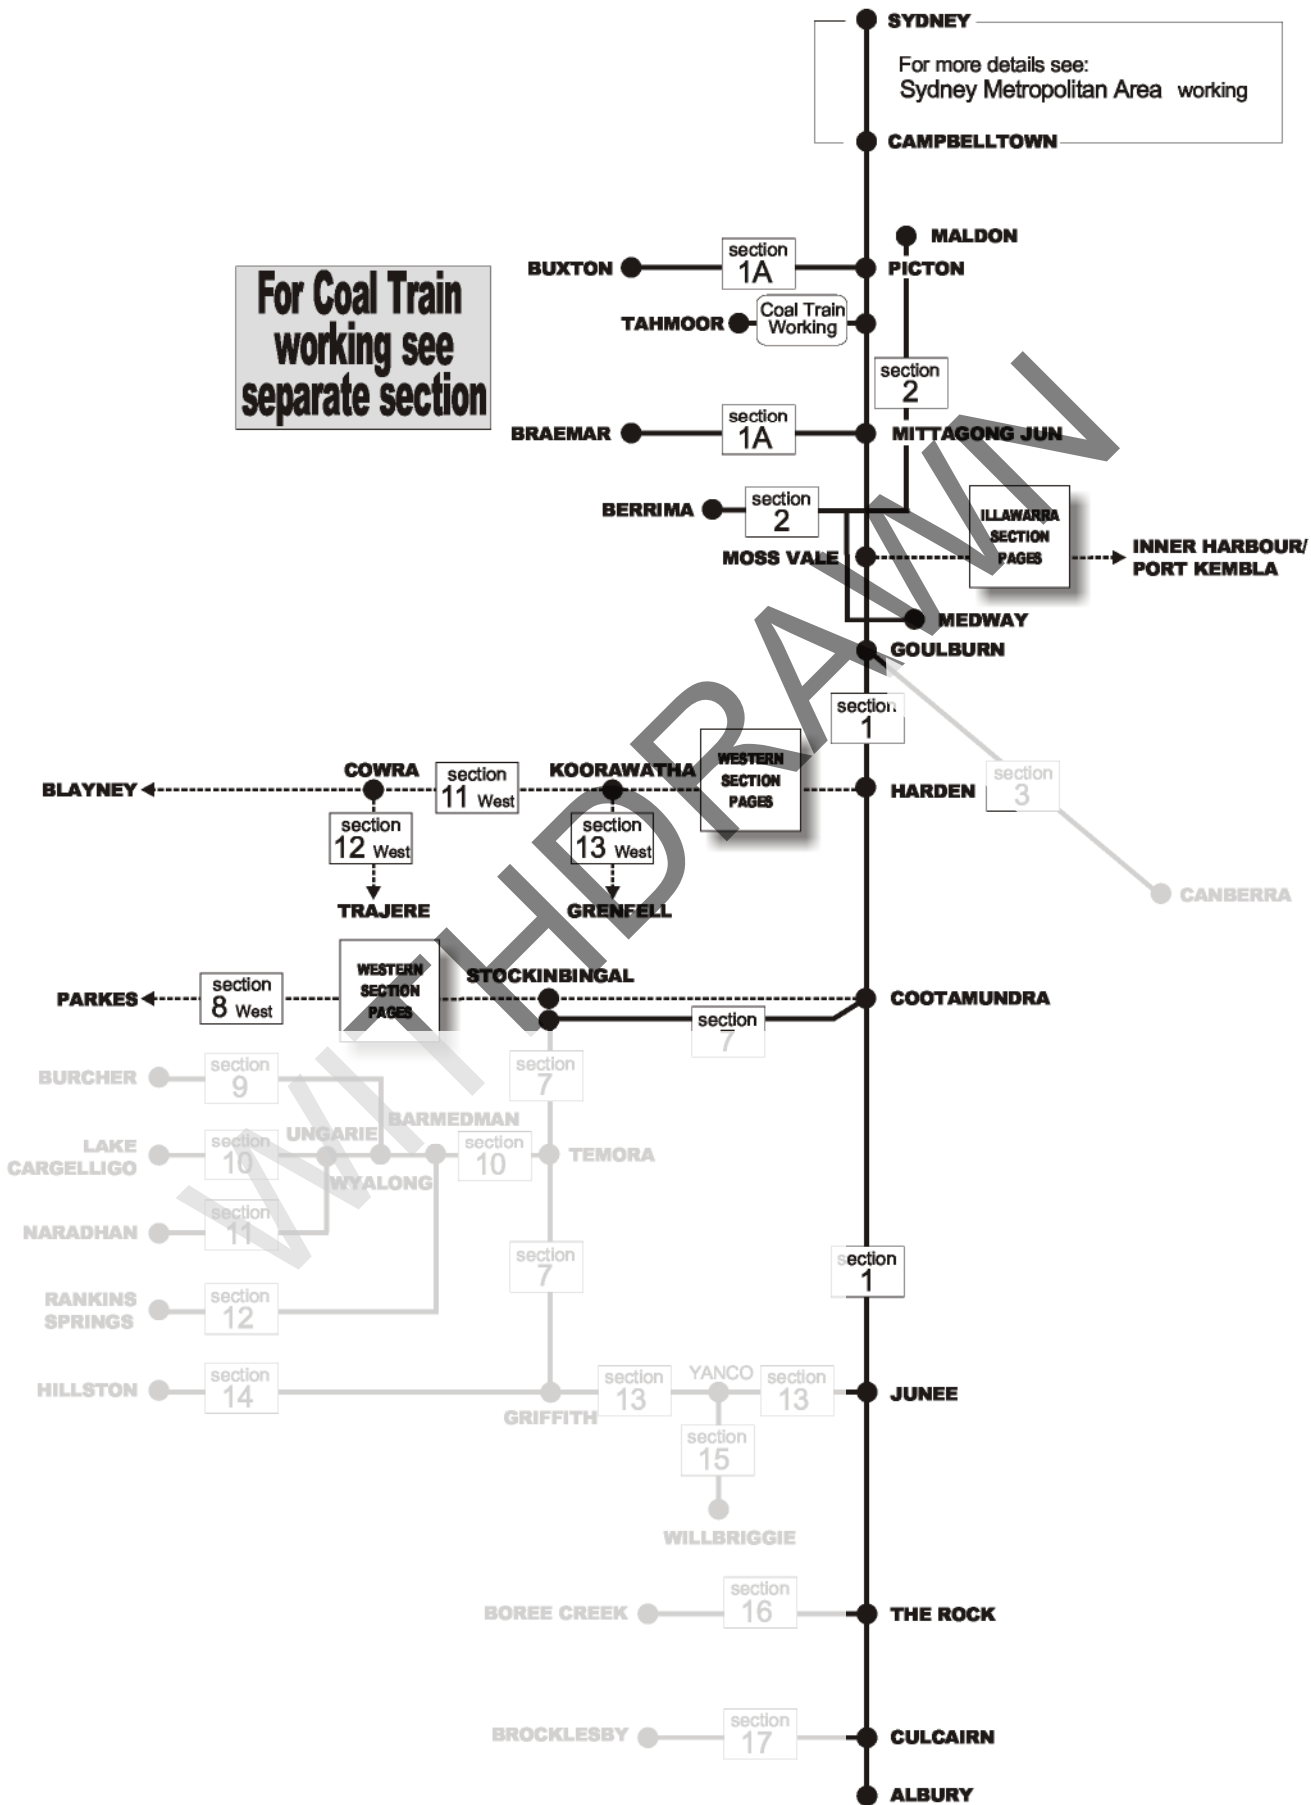 SYDNEY
For more details see:
Sydney Metropolitan Area working
CAMPBELLTOWN
MALDON
BUXTON
section
1A
PICTON
For Coal Train
working see
separate section
TAHMOOR
Coal Train
Working
section
2
BRAEMAR
section
1A
MITTAGONG JUN
BERRIMA
section
2
ILLAWARRA
SECTION
PAGES
MOSS VALE
INNER HARBOUR/
PORT KEMBLA
MEDWAY
GOULBURN
section
1
BLAYNEY
COWRA
section
11 West
KOORAWATHA
WESTERN
SECTION
PAGES
HARDEN
section
3
section
12 West
section
13 West
CANBERRA
TRAJERE
GRENFELL
PARKES
section
8 West
WESTERN
SECTION
PAGES
STOCKINBINGAL
COOTAMUNDRA
section
7
BURCHER
section
9
section
7
BARMEDMAN
UNGARIE
LAKE
CARGELLIGO
section
10
section
10
TEMORA
WYALONG
NARADHAN
section
11
section
7
section
1
RANKINS
SPRINGS
section
12
HILLSTON
section
14
GRIFFITH
section
13
YANCO
section
13
JUNEE
section
15
WILLBRIGGIE
BOREE CREEK
section
16
THE ROCK
BROCKLESBY
section
17
CULCAIRN
ALBURY
WITHDRAWN